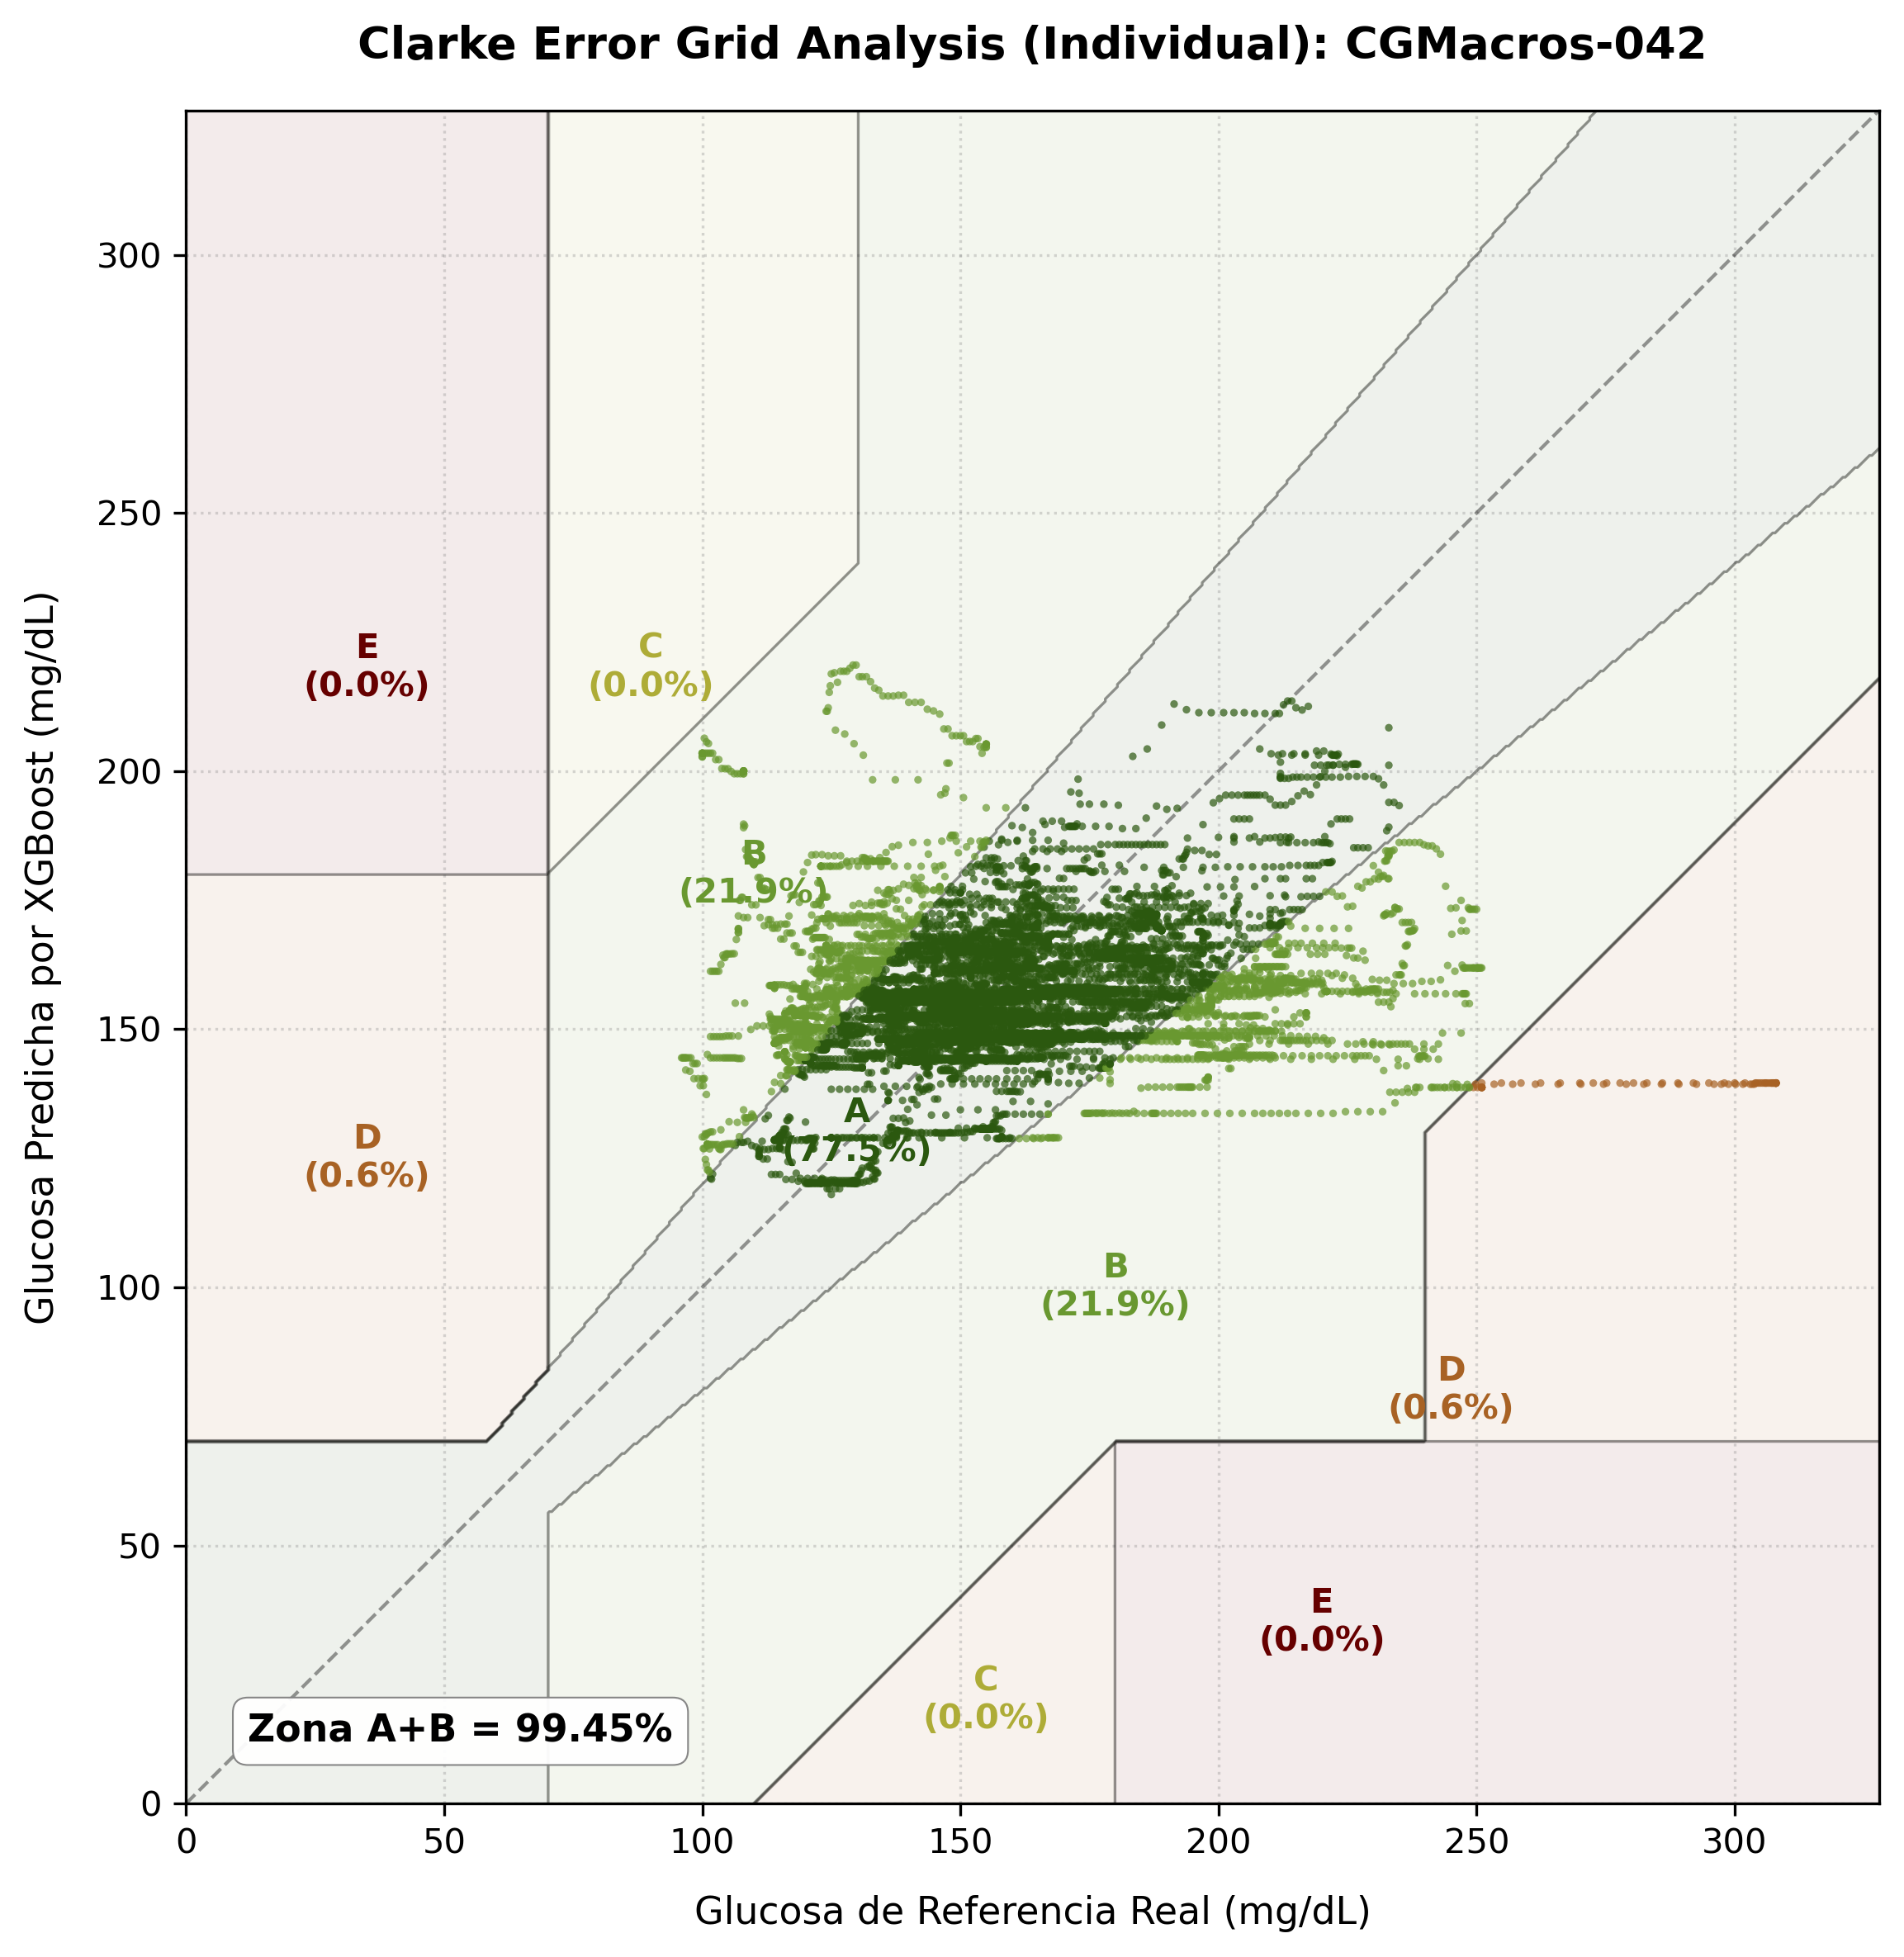 Clarke Error Grid Analysis (Individual): CGMacros-042
Glucosa Predicha por XGBoost (mg/dL)
300
250
200
150
100
50
0
E
(0.0%)
C
(0.0%)
B
(21.9%)
D
(0.6%)
A
(77.5%)
B
(21.9%)
D
(0.6%)
E
(0.0%)
C
(0.0%)
Zona A+B = 99.45%
0
50
100
150
200
250
300
Glucosa de Referencia Real (mg/dL)